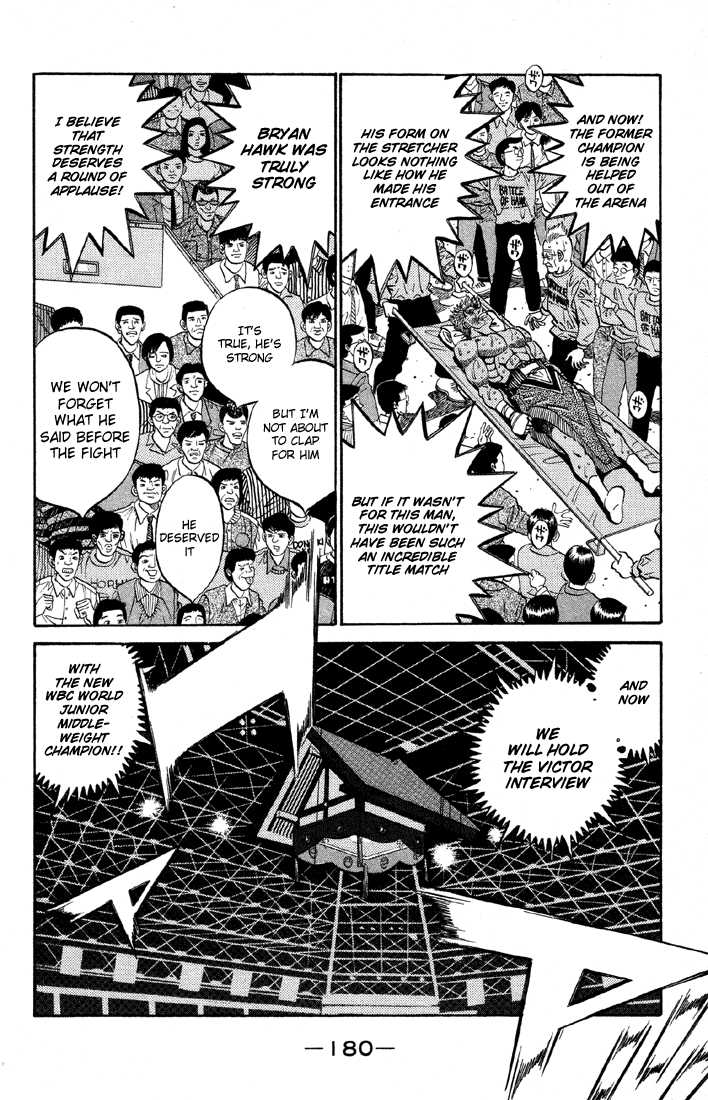 AND NOW!
THE FORMER
CHAMPION
IS BEING
HELPED
OUT OF
THE ARENA
HIS FORM ON
THE STRETCHER
LOOKS NOTHING
LIKE HOW HE
MADE HIS
ENTRANCE
BUT IF IT WASN'T
FOR THIS MAN,
THIS WOULDN'T
HAVE BEEN SUCH
AN INCREDIBLE
TITLE MATCH
BRYAN
HAWK WAS
TRULY
STRONG
I BELIEVE
THAT
STRENGTH
DESERVES
A ROUND OF
APPLAUSE!
IT'S
TRUE, HE'S
STRONG
BUT I'M
NOT ABOUT
TO CLAP
FOR HIM
WE WON'T
FORGET
WHAT HE
SAID BEFORE
THE FIGHT
HE
DESERVED
IT
AND
NOW
WE
WILL HOLD
THE VICTOR
INTERVIEW
WITH
THE NEW
WBC WORLD
JUNIOR
MIDDLE-
WEIGHT
CHAMPION!!
—180—